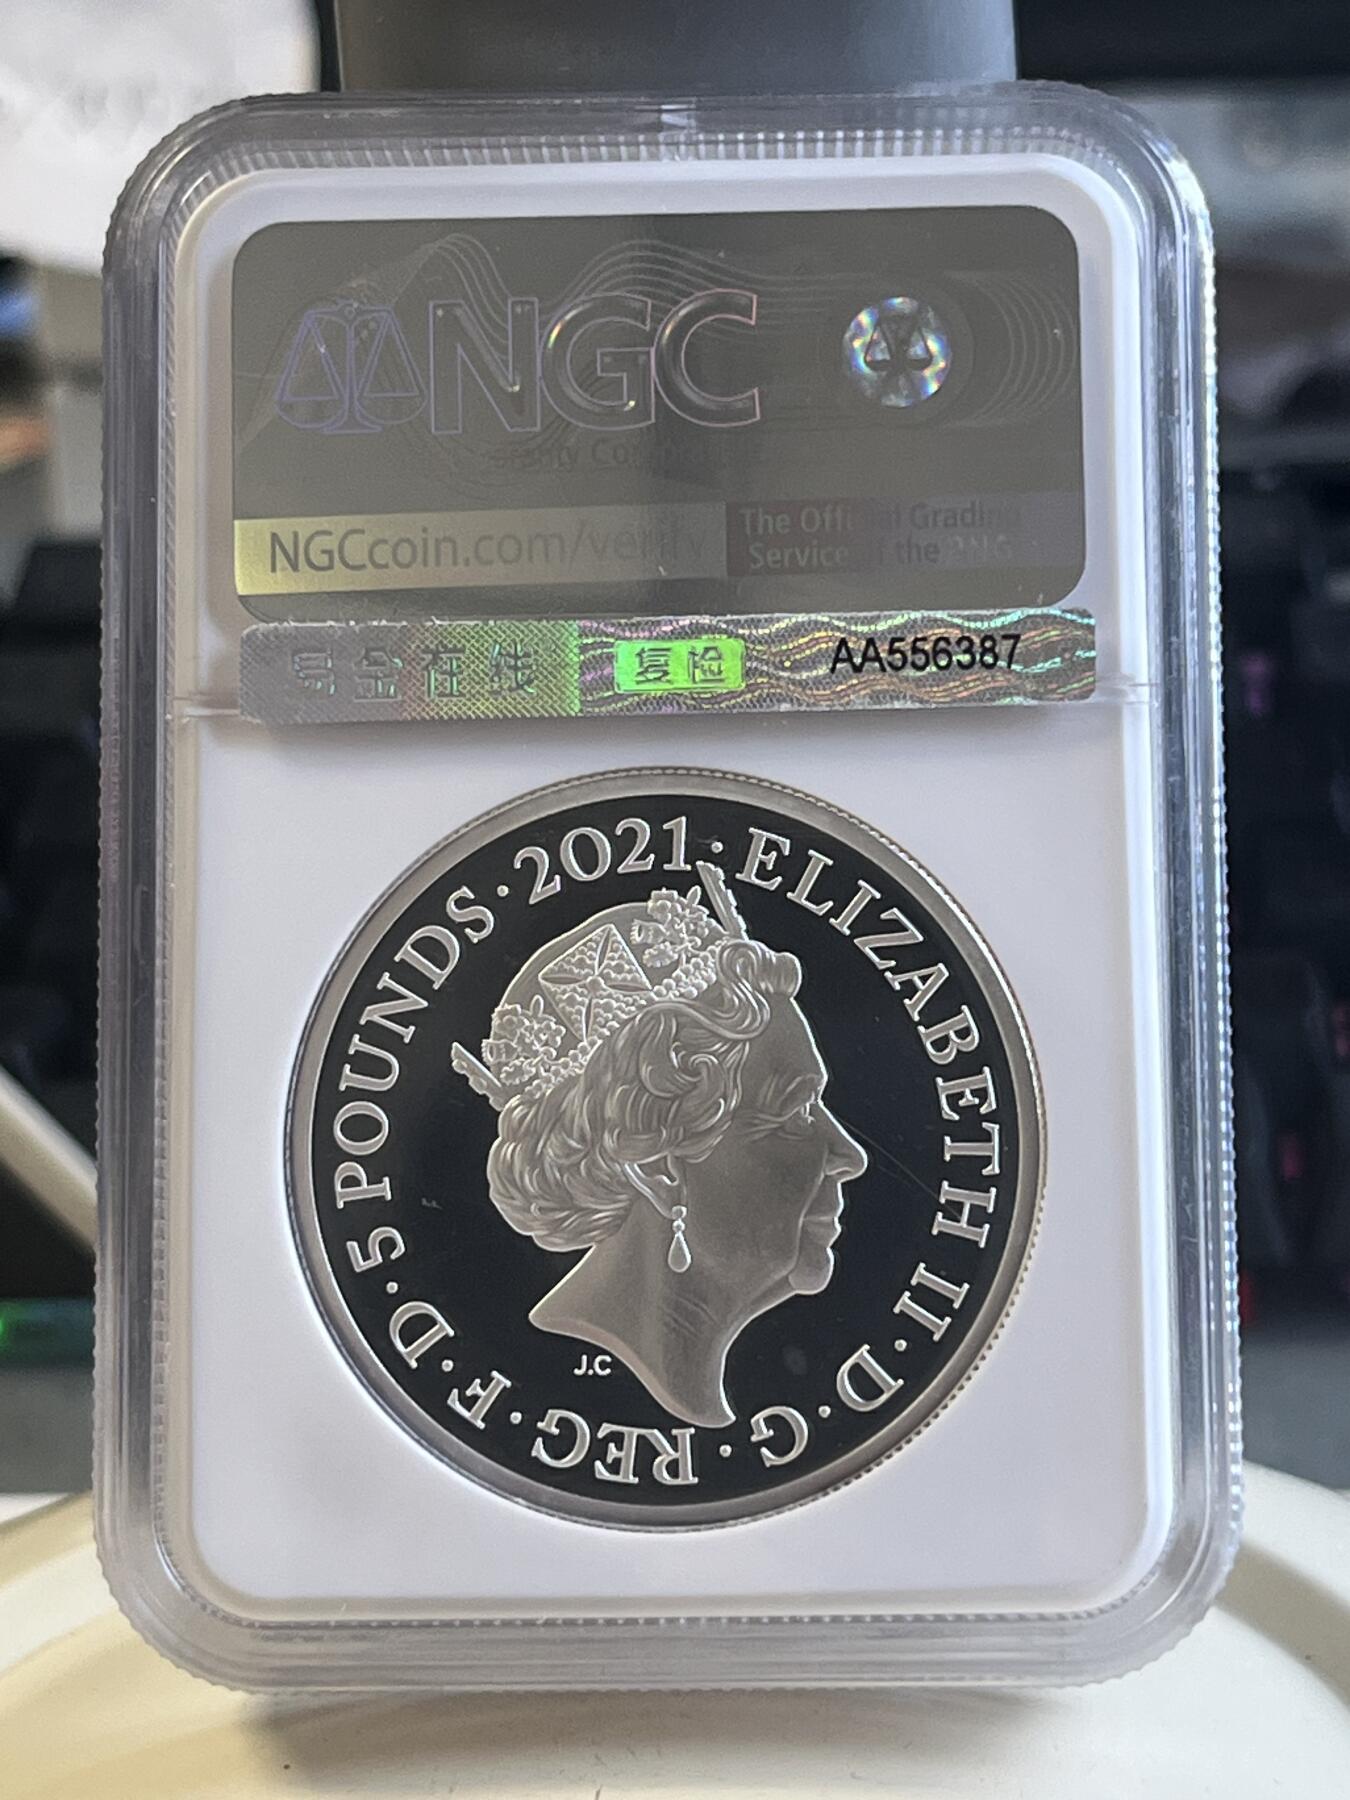 NGC
NGCcoin.com/verify
The Official Grading
Service of the PNG
易金在线 复检 AA556387
ELIZABETH II · D · G · REG · F · D · 5 POUNDS · 2021 ·
J.C